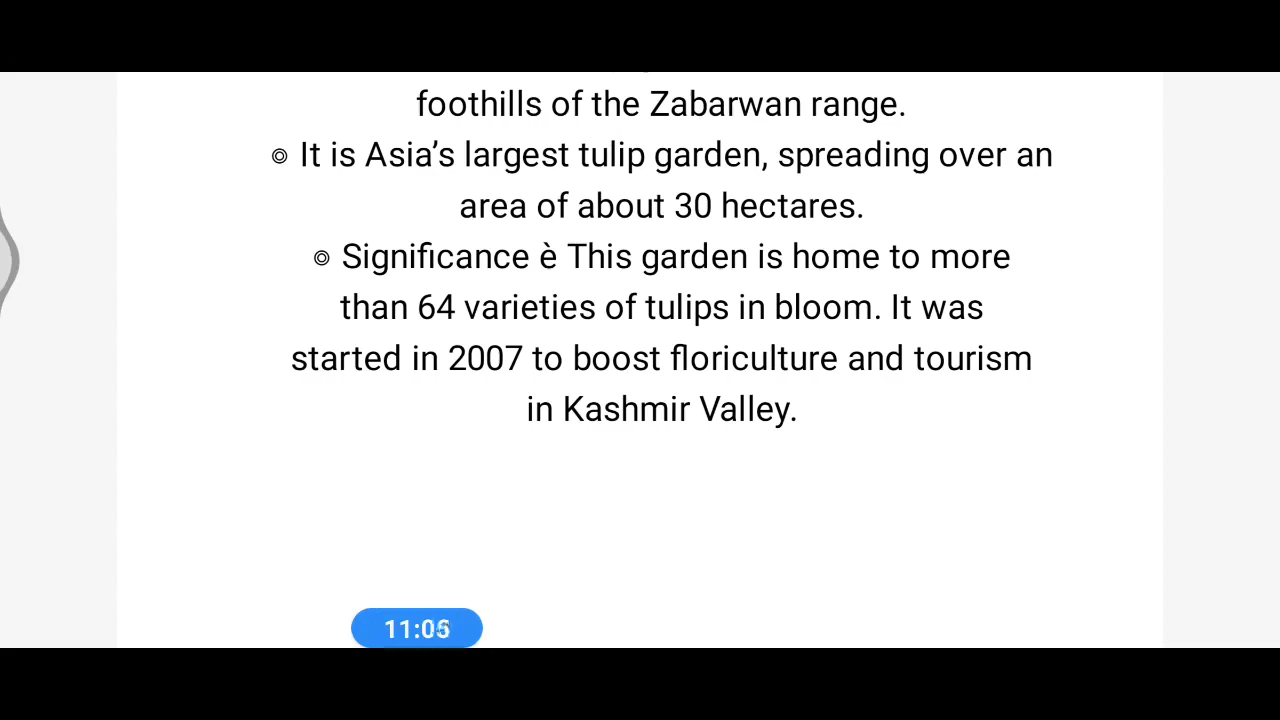 foothills of the Zabarwan range.
◎ It is Asia’s largest tulip garden, spreading over an
area of about 30 hectares.
◎ Significance è This garden is home to more
than 64 varieties of tulips in bloom. It was
started in 2007 to boost floriculture and tourism
in Kashmir Valley.